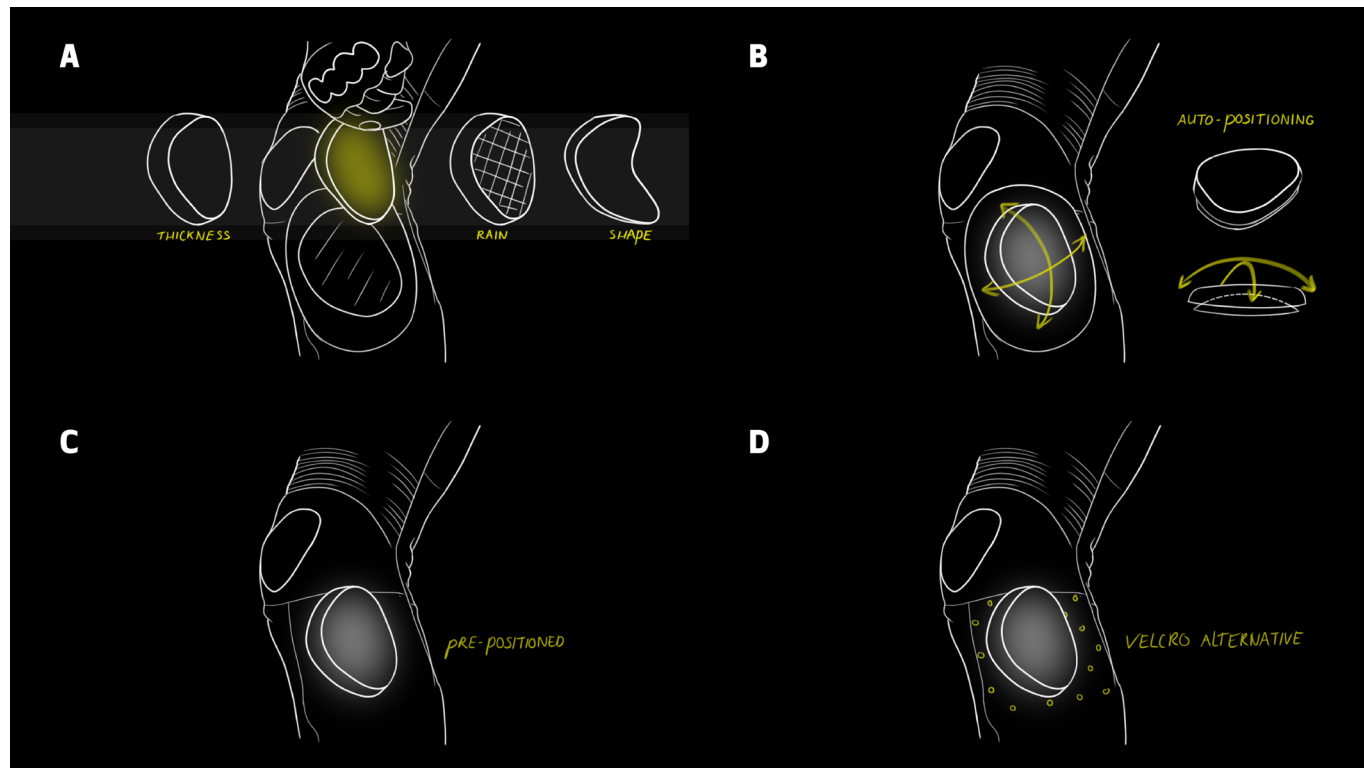 A
B
AUTO-POSITIONING
THICKNESS
RAIN
SHAPE
C
D
PRE-POSITIONED
VELCRO ALTERNATIVE